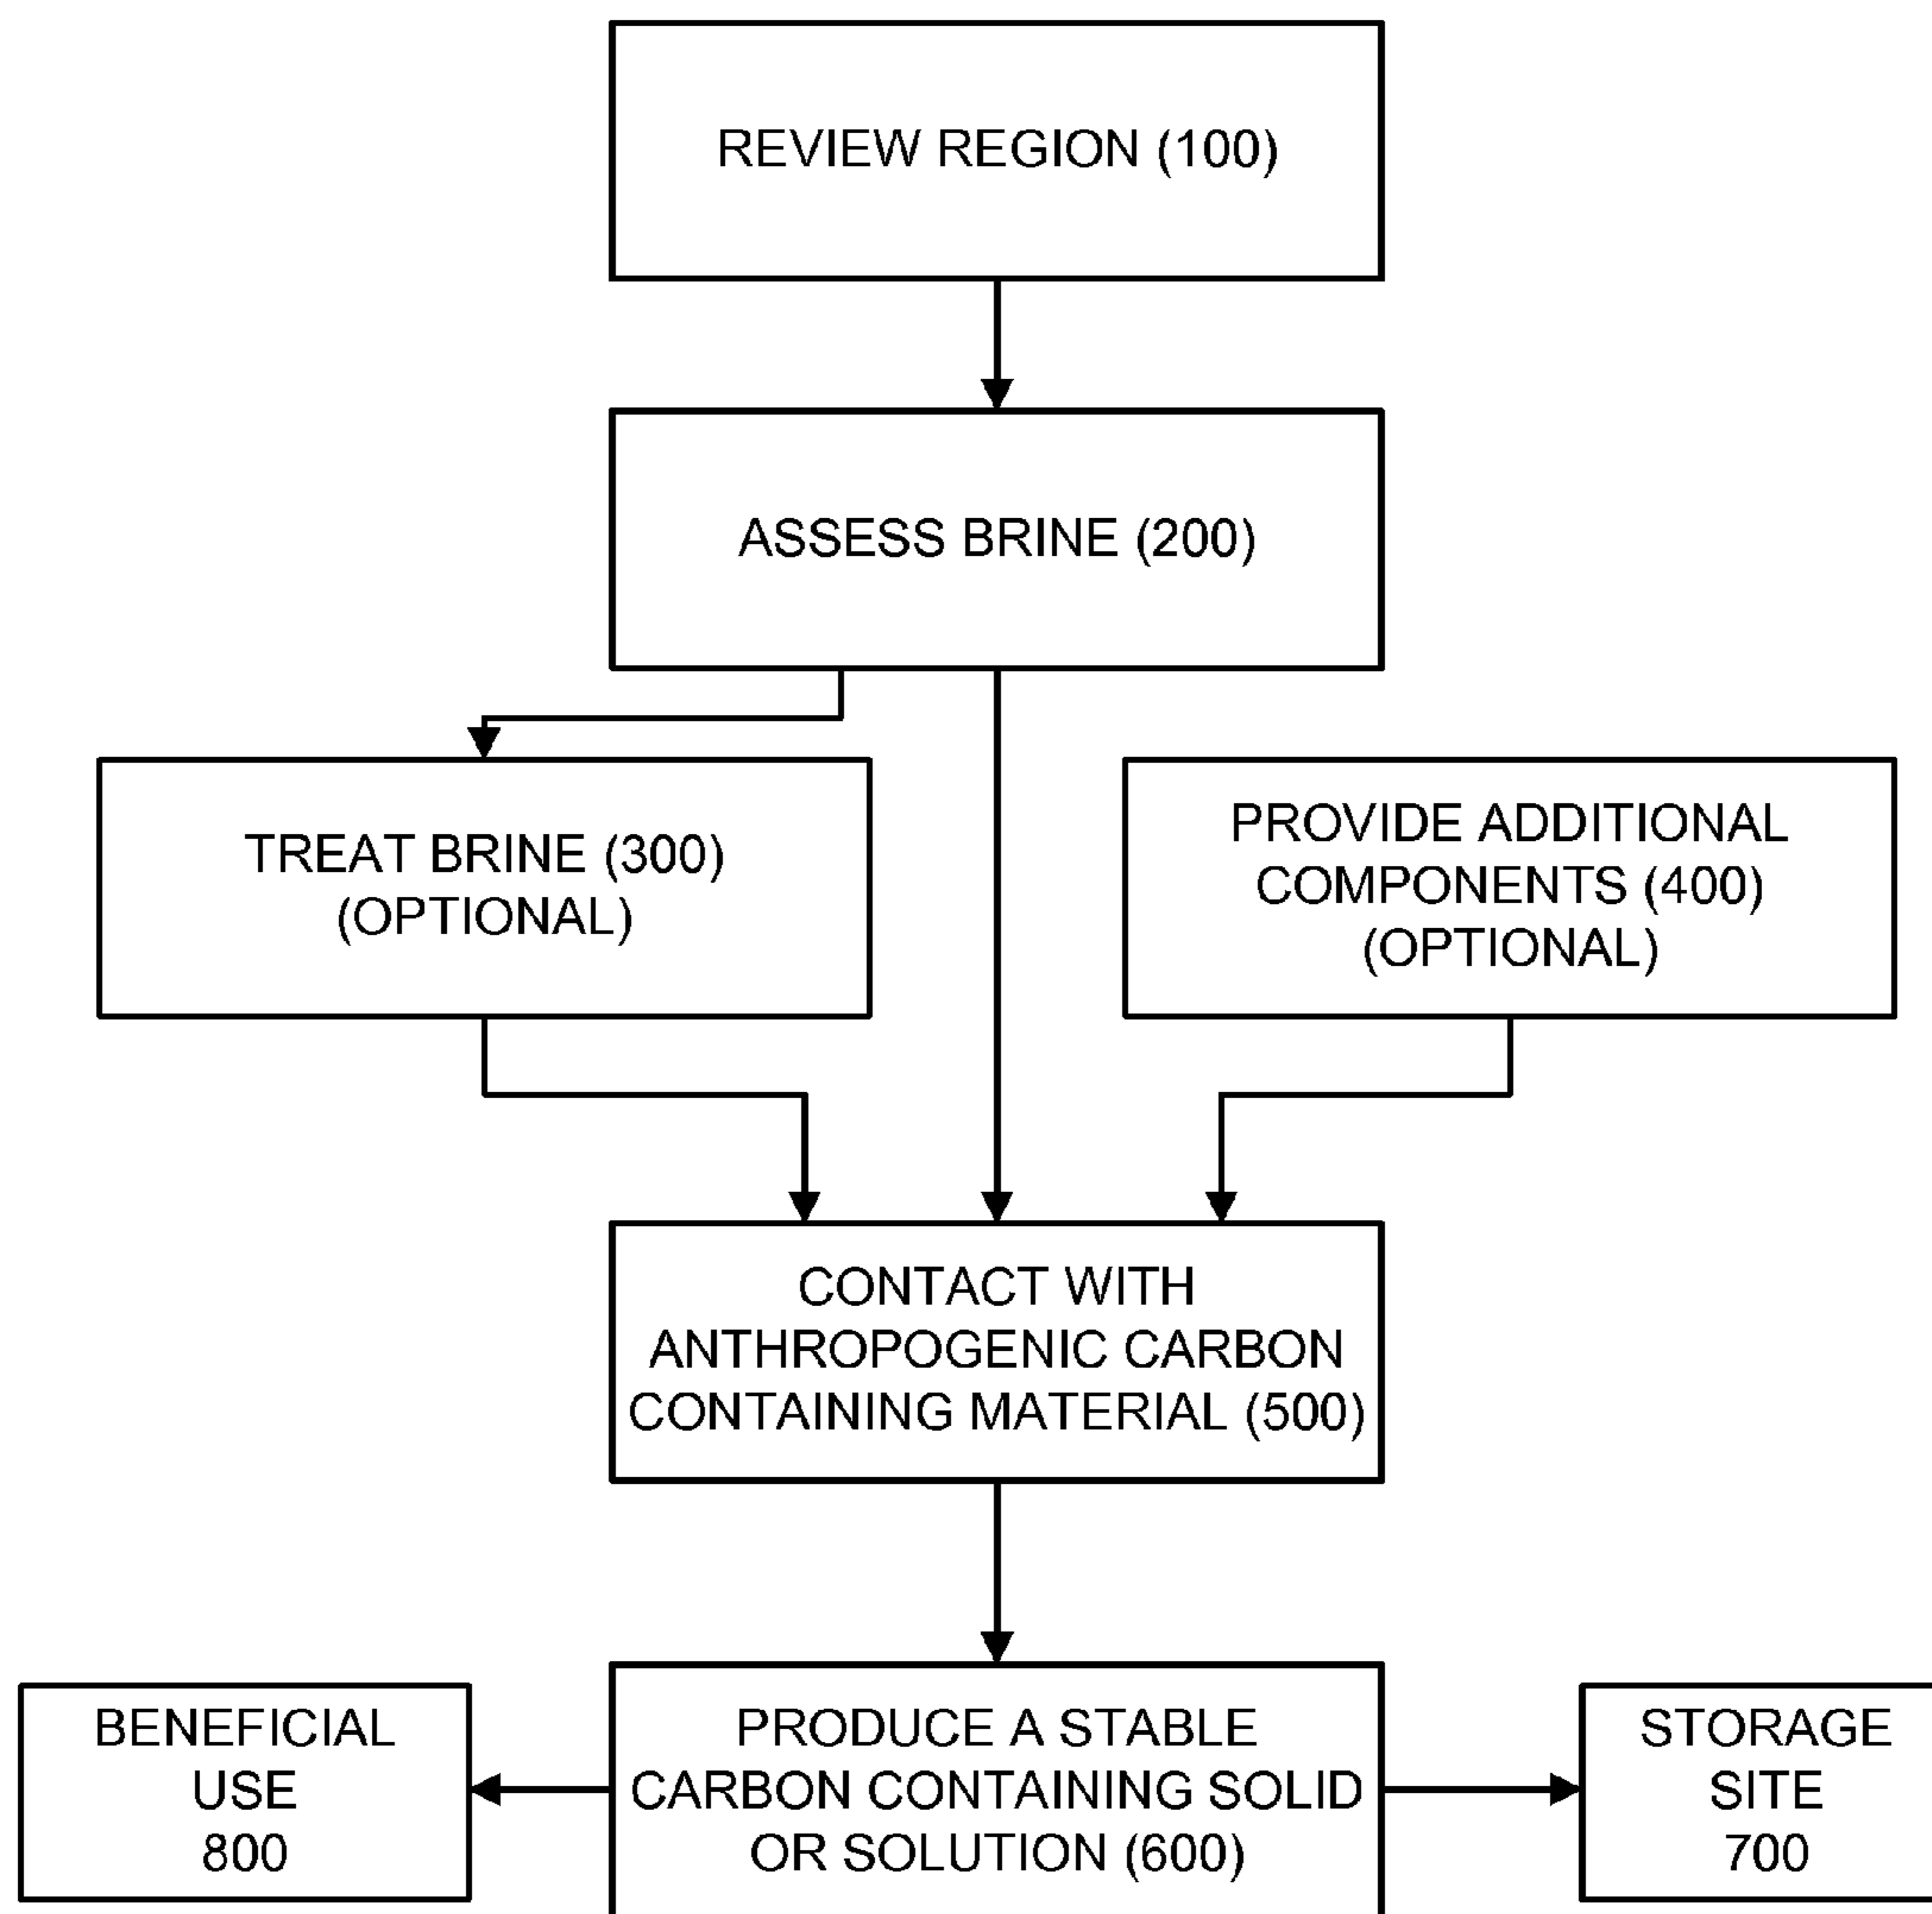 REVIEW REGION (100)
ASSESS BRINE (200)
TREAT BRINE (300)
(OPTIONAL)
PROVIDE ADDITIONAL
COMPONENTS (400)
(OPTIONAL)
CONTACT WITH
ANTHROPOGENIC CARBON
CONTAINING MATERIAL (500)
BENEFICIAL
USE
800
PRODUCE A STABLE
CARBON CONTAINING SOLID
OR SOLUTION (600)
STORAGE
SITE
700